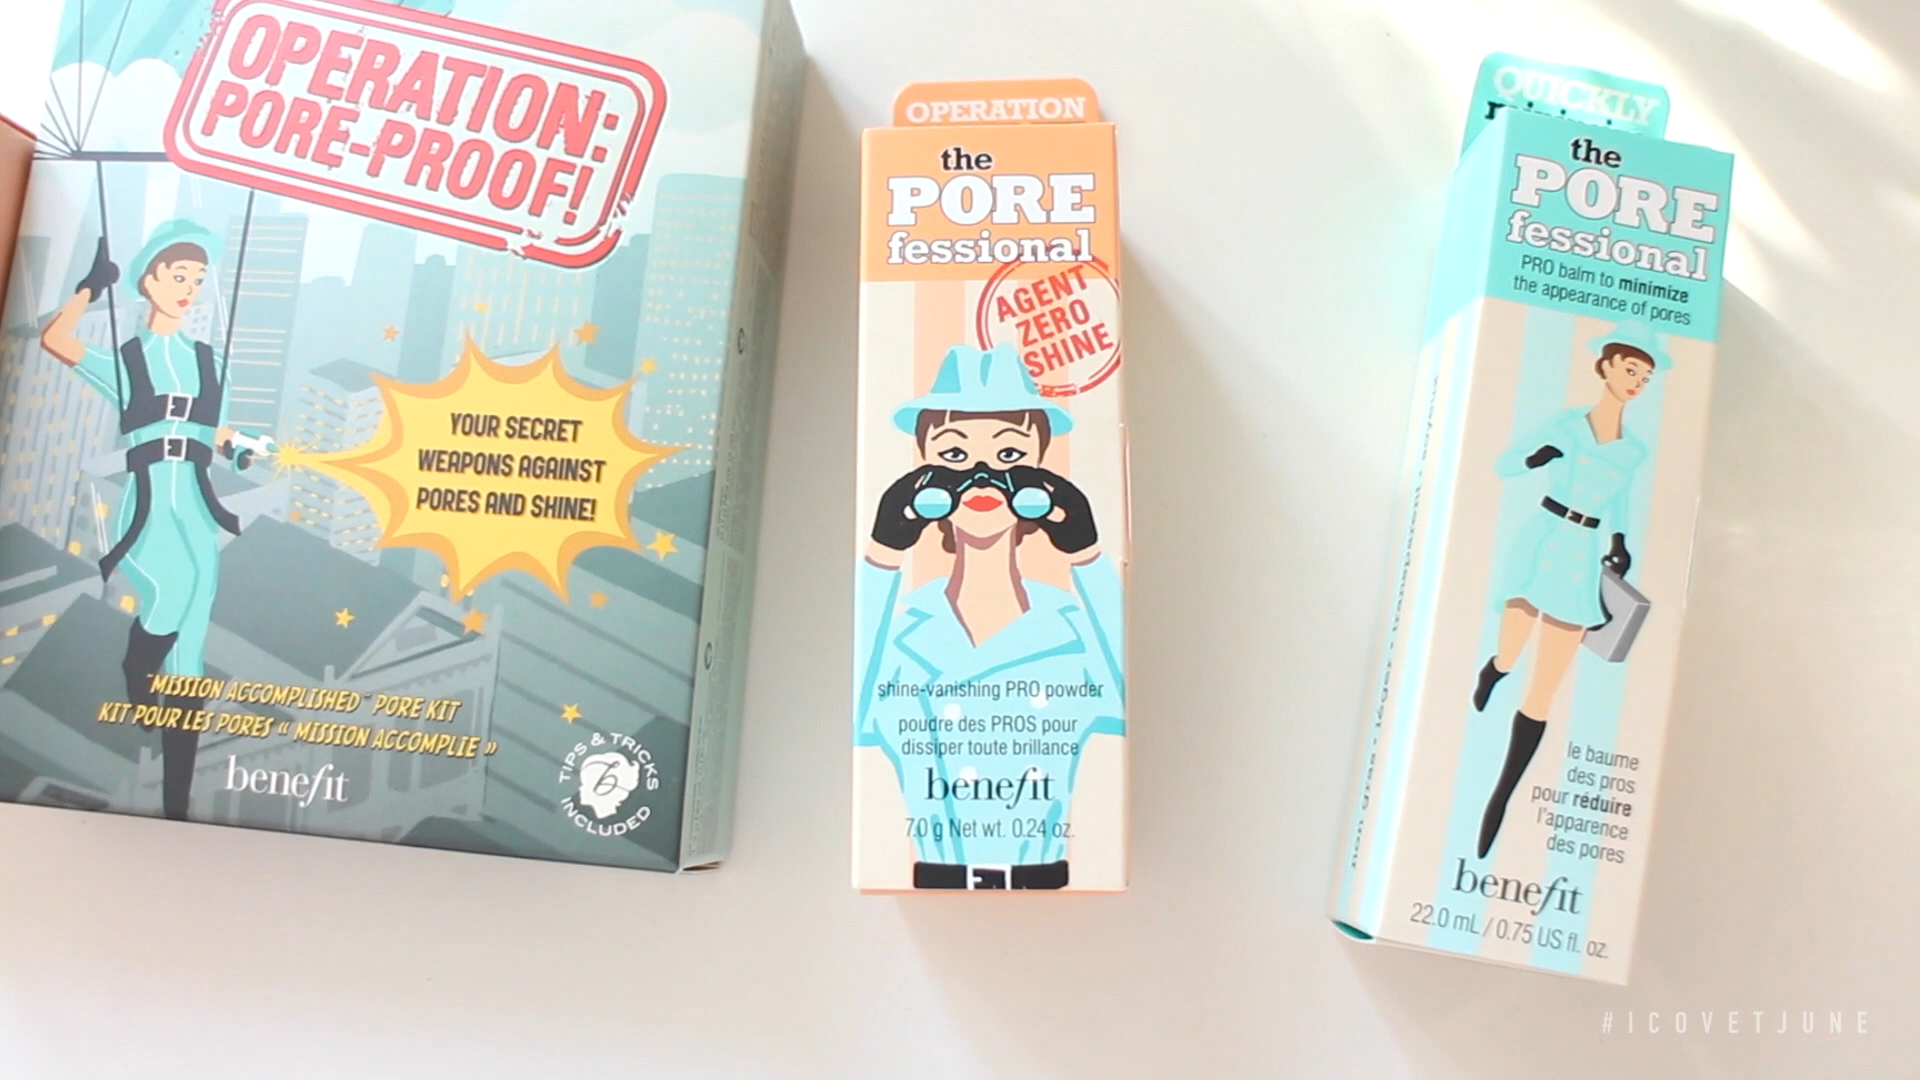 OPERATION:
PORE-PROOF!
YOUR SECRET
WEAPONS AGAINST
PORES AND SHINE!
"MISSION ACCOMPLISHED" PORE KIT
KIT POUR LES PORES « MISSION ACCOMPLIE »
benefit
TIPS & TRICKS
b
INCLUDED
OPERATION
the
PORE
fessional
AGENT
ZERO
SHINE
shine-vanishing PRO powder
poudre des PROS pour
dissiper toute brillance
benefit
7.0 g Net wt. 0.24 oz.
QUICKLY
the
PORE
fessional
PRO balm to minimize
the appearance of pores
le baume
des pros
pour réduire
l'apparence
des pores
benefit
22.0 mL / 0.75 US fl. oz.
#ICOVETJUNE